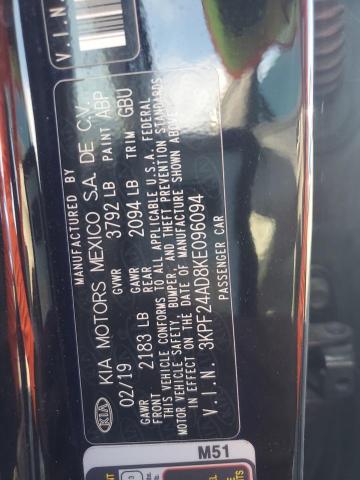 MANUFACTURED BY
KIA KIA MOTORS MEXICO S.A. DE C.V.
02/19 GVWR 3792 LB PAINT ABP
GAWR FRONT 2183 LB GAWR REAR 2094 LB TRIM GBU
THIS VEHICLE CONFORMS TO ALL APPLICABLE U.S.A. FEDERAL
MOTOR VEHICLE SAFETY, BUMPER, AND THEFT PREVENTION STANDARDS
IN EFFECT ON THE DATE OF MANUFACTURE SHOWN ABOVE.
V.I.N. 3KPF24AD8KE096094
PASSENGER CAR
V.I.N.
M51